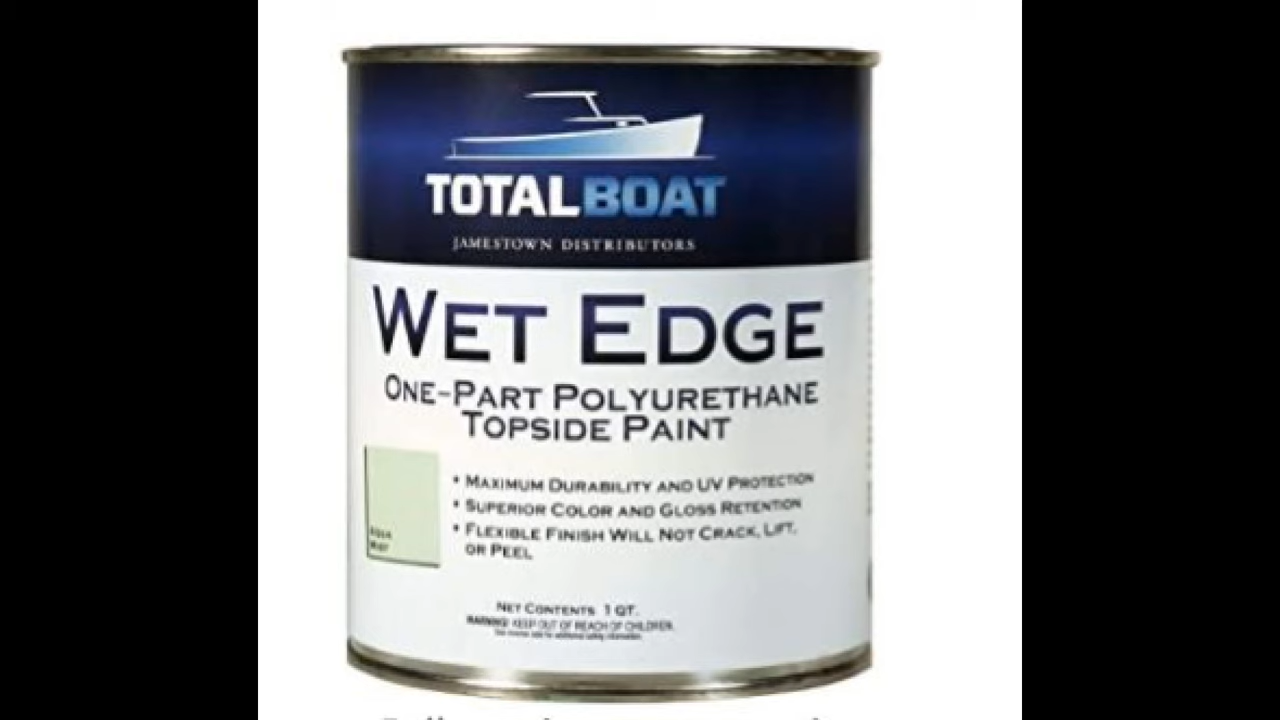 TOTALBOAT
JAMESTOWN DISTRIBUTORS
WET EDGE
ONE-PART POLYURETHANE
TOPSIDE PAINT
• MAXIMUM DURABILITY AND UV PROTECTION
• SUPERIOR COLOR AND GLOSS RETENTION
• FLEXIBLE FINISH WILL NOT CRACK, LIFT,
OR PEEL
AQUA
MIST
NET CONTENTS 1 QT.
WARNING: KEEP OUT OF REACH OF CHILDREN.